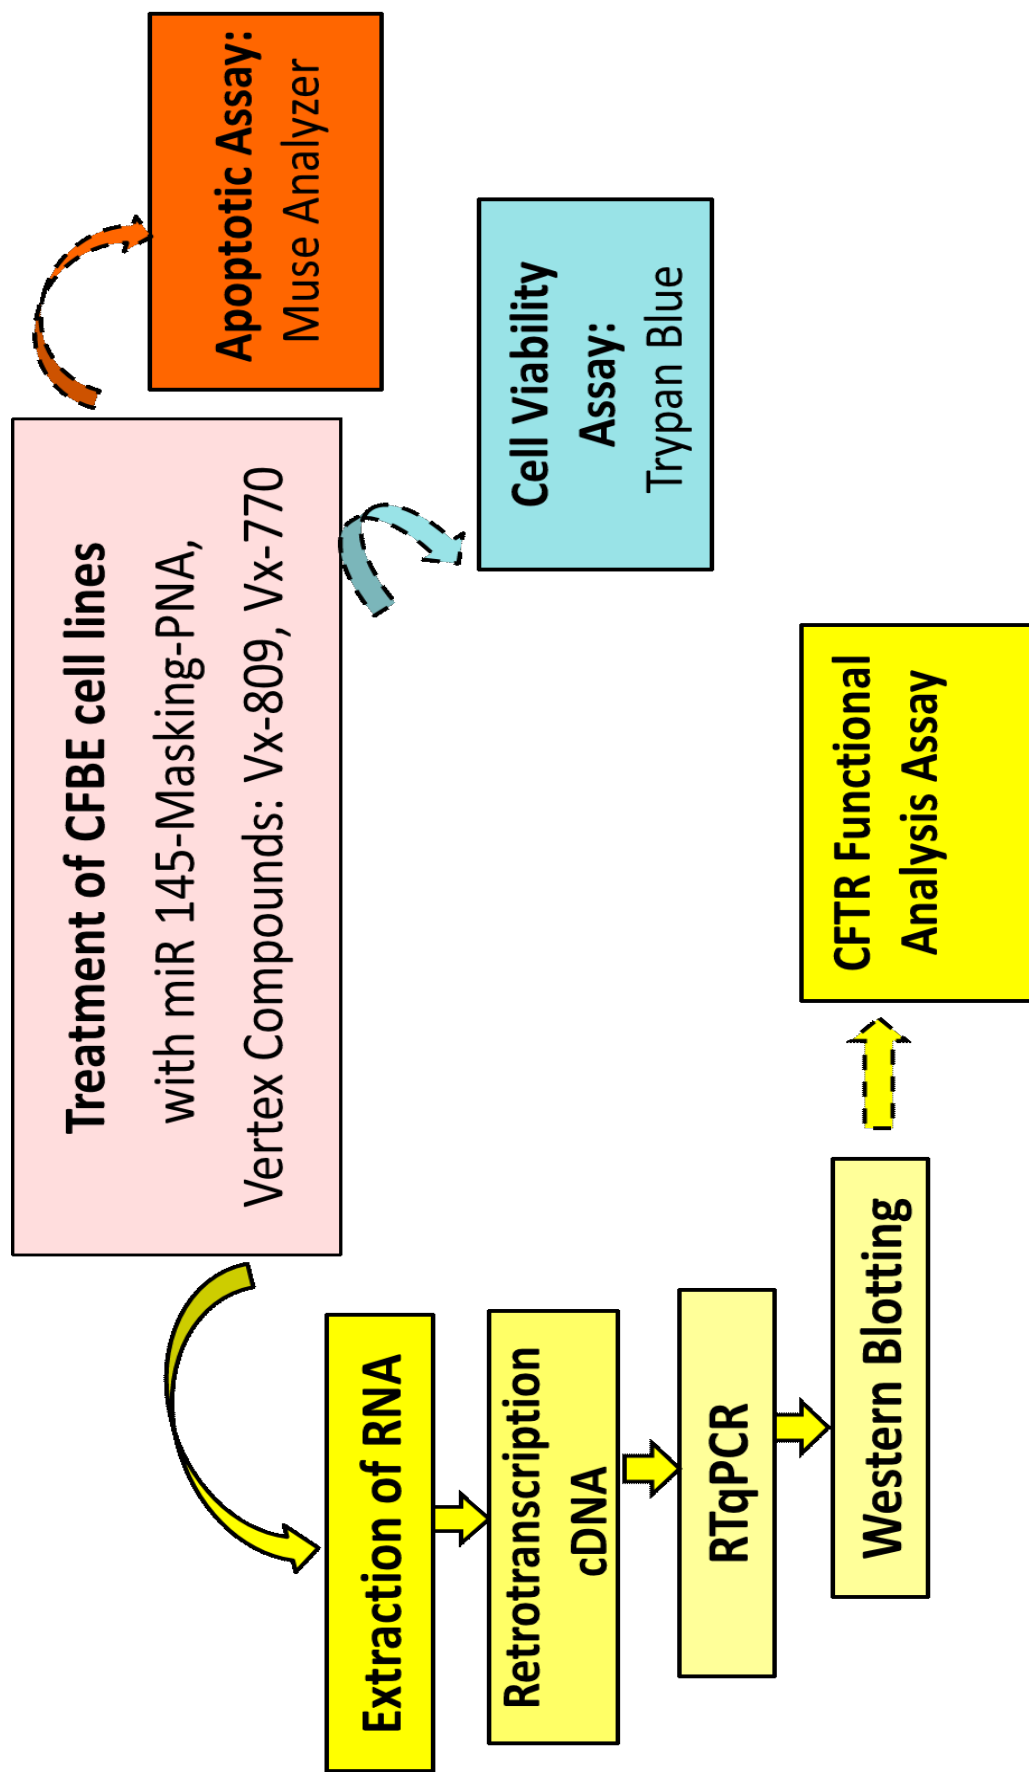 Treatment of CFBE cell lines
with miR 145-Masking-PNA,
Vertex Compounds: Vx-809, Vx-770
Apoptotic Assay:
Muse Analyzer
Cell Viability
Assay:
Trypan Blue
Extraction of RNA
Retrotranscription
cDNA
RTqPCR
Western Blotting
CFTR Functional
Analysis Assay